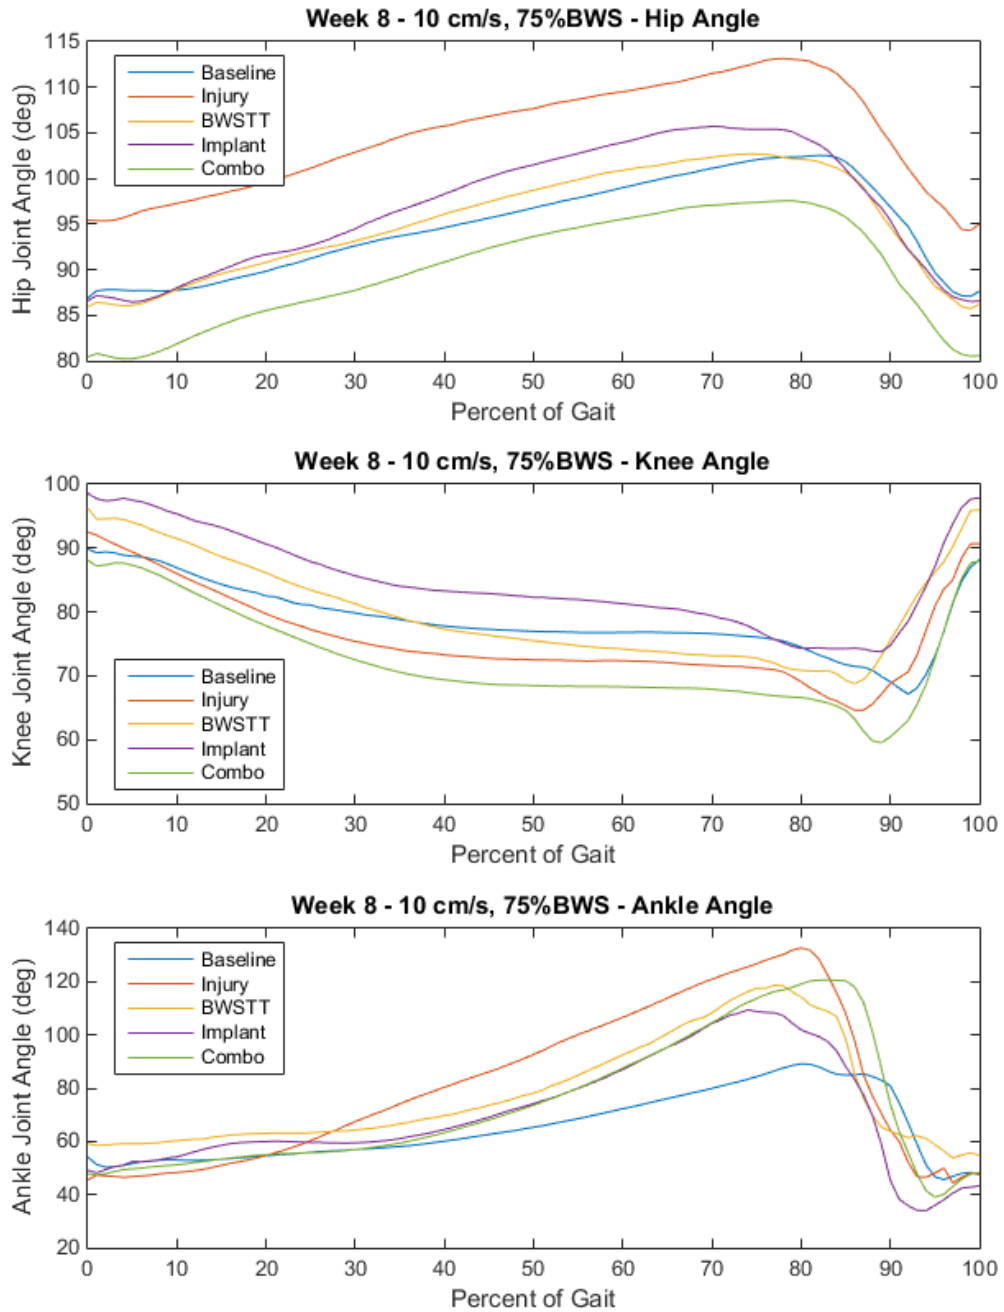 Week 8 - 10 cm/s, 75%BWS - Hip Angle
Hip Joint Angle (deg)
115
110
105
100
95
90
85
80
Baseline
Injury
BWSTT
Implant
Combo
0 10 20 30 40 50 60 70 80 90 100
Percent of Gait
Week 8 - 10 cm/s, 75%BWS - Knee Angle
Knee Joint Angle (deg)
100
90
80
70
60
50
Baseline
Injury
BWSTT
Implant
Combo
0 10 20 30 40 50 60 70 80 90 100
Percent of Gait
Week 8 - 10 cm/s, 75%BWS - Ankle Angle
Ankle Joint Angle (deg)
140
120
100
80
60
40
20
Baseline
Injury
BWSTT
Implant
Combo
0 10 20 30 40 50 60 70 80 90 100
Percent of Gait